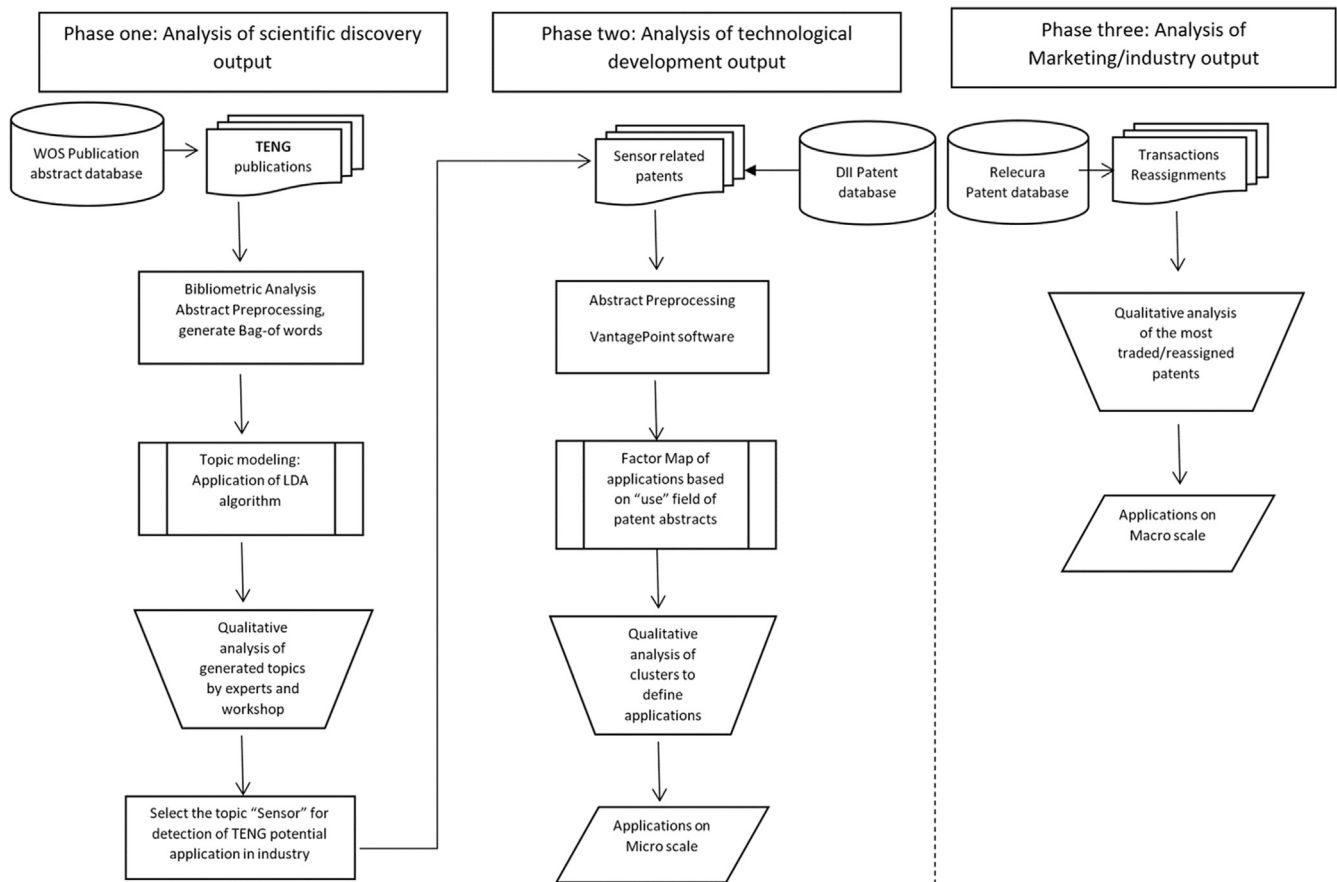 Phase one: Analysis of scientific discovery
output
WOS Publication
abstract database
TENG
publications
Bibliometric Analysis
Abstract Preprocessing,
generate Bag-of words
Topic modeling:
Application of LDA
algorithm
Qualitative
analysis of
generated topics
by experts and
workshop
Select the topic “Sensor” for
detection of TENG potential
application in industry
Phase two: Analysis of technological
development output
Sensor related
patents
DII Patent
database
Abstract Preprocessing
VantagePoint software
Factor Map of
applications based
on “use” field of
patent abstracts
Qualitative
analysis of
clusters to
define
applications
Applications on
Micro scale
Phase three: Analysis of
Marketing/industry output
Relecura
Patent database
Transactions
Reassignments
Qualitative analysis
of the most
traded/reassigned
patents
Applications on
Macro scale